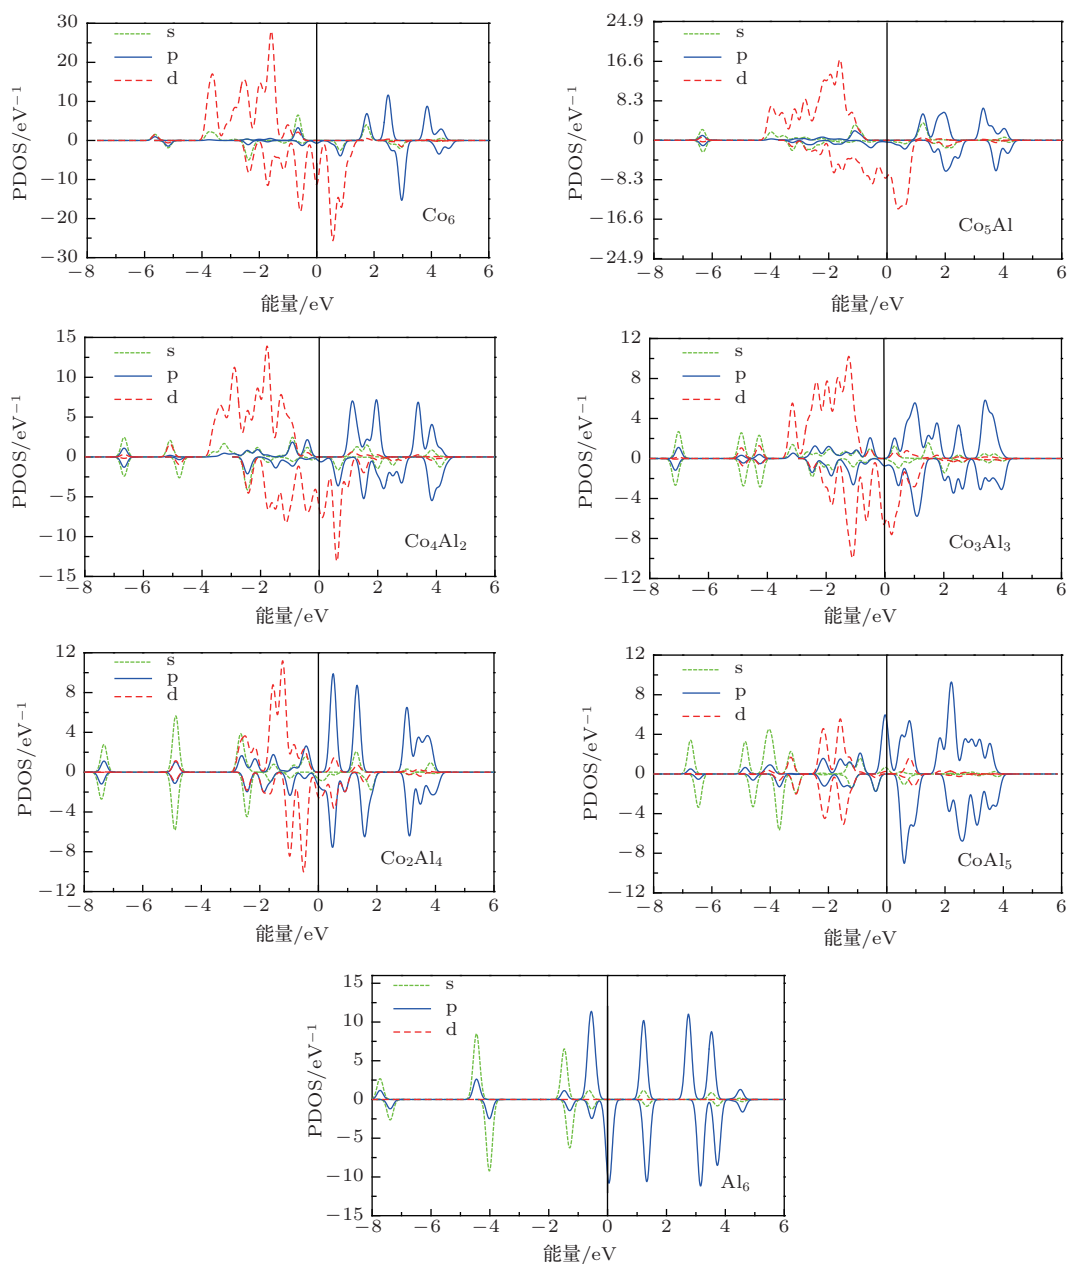 30
20
10
0
−10
−20
−30
PDOS/eV⁻¹
s
p
d
Co₆
−8 −6 −4 −2 0 2 4 6
能量/eV
24.9
16.6
8.3
0
−8.3
−16.6
−24.9
PDOS/eV⁻¹
s
p
d
Co₅Al
−8 −6 −4 −2 0 2 4 6
能量/eV
15
10
5
0
−5
−10
−15
PDOS/eV⁻¹
s
p
d
Co₄Al₂
−8 −6 −4 −2 0 2 4 6
能量/eV
12
8
4
0
−4
−8
−12
PDOS/eV⁻¹
s
p
d
Co₃Al₃
−8 −6 −4 −2 0 2 4 6
能量/eV
12
8
4
0
−4
−8
−12
PDOS/eV⁻¹
s
p
d
Co₂Al₄
−8 −6 −4 −2 0 2 4 6
能量/eV
12
8
4
0
−4
−8
−12
PDOS/eV⁻¹
s
p
d
CoAl₅
−8 −6 −4 −2 0 2 4 6
能量/eV
15
10
5
0
−5
−10
−15
PDOS/eV⁻¹
s
p
d
Al₆
−8 −6 −4 −2 0 2 4 6
能量/eV